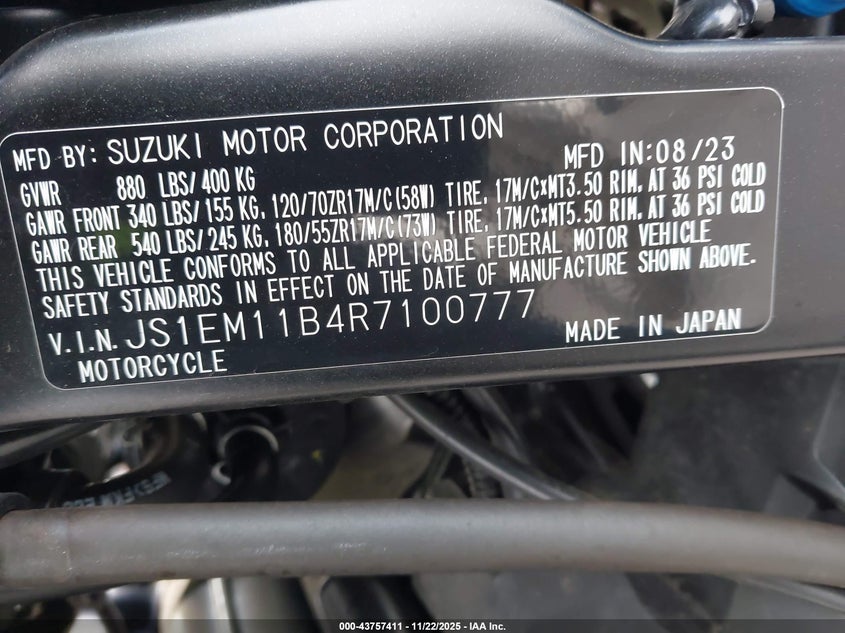 MFD BY: SUZUKI MOTOR CORPORATION MFD IN:08/23
GVWR 880 LBS/400 KG
GAWR FRONT 340 LBS/155 KG, 120/70ZR17M/C(58W) TIRE, 17M/C×MT3.50 RIM, AT 36 PSI COLD
GAWR REAR 540 LBS/245 KG, 180/55ZR17M/C(73W) TIRE, 17M/C×MT5.50 RIM, AT 36 PSI COLD
THIS VEHICLE CONFORMS TO ALL APPLICABLE FEDERAL MOTOR VEHICLE
SAFETY STANDARDS IN EFFECT ON THE DATE OF MANUFACTURE SHOWN ABOVE.
V.I.N. JS1EM11B4R7100777 MADE IN JAPAN
MOTORCYCLE
000-43757411 - 11/22/2025 - IAA Inc.